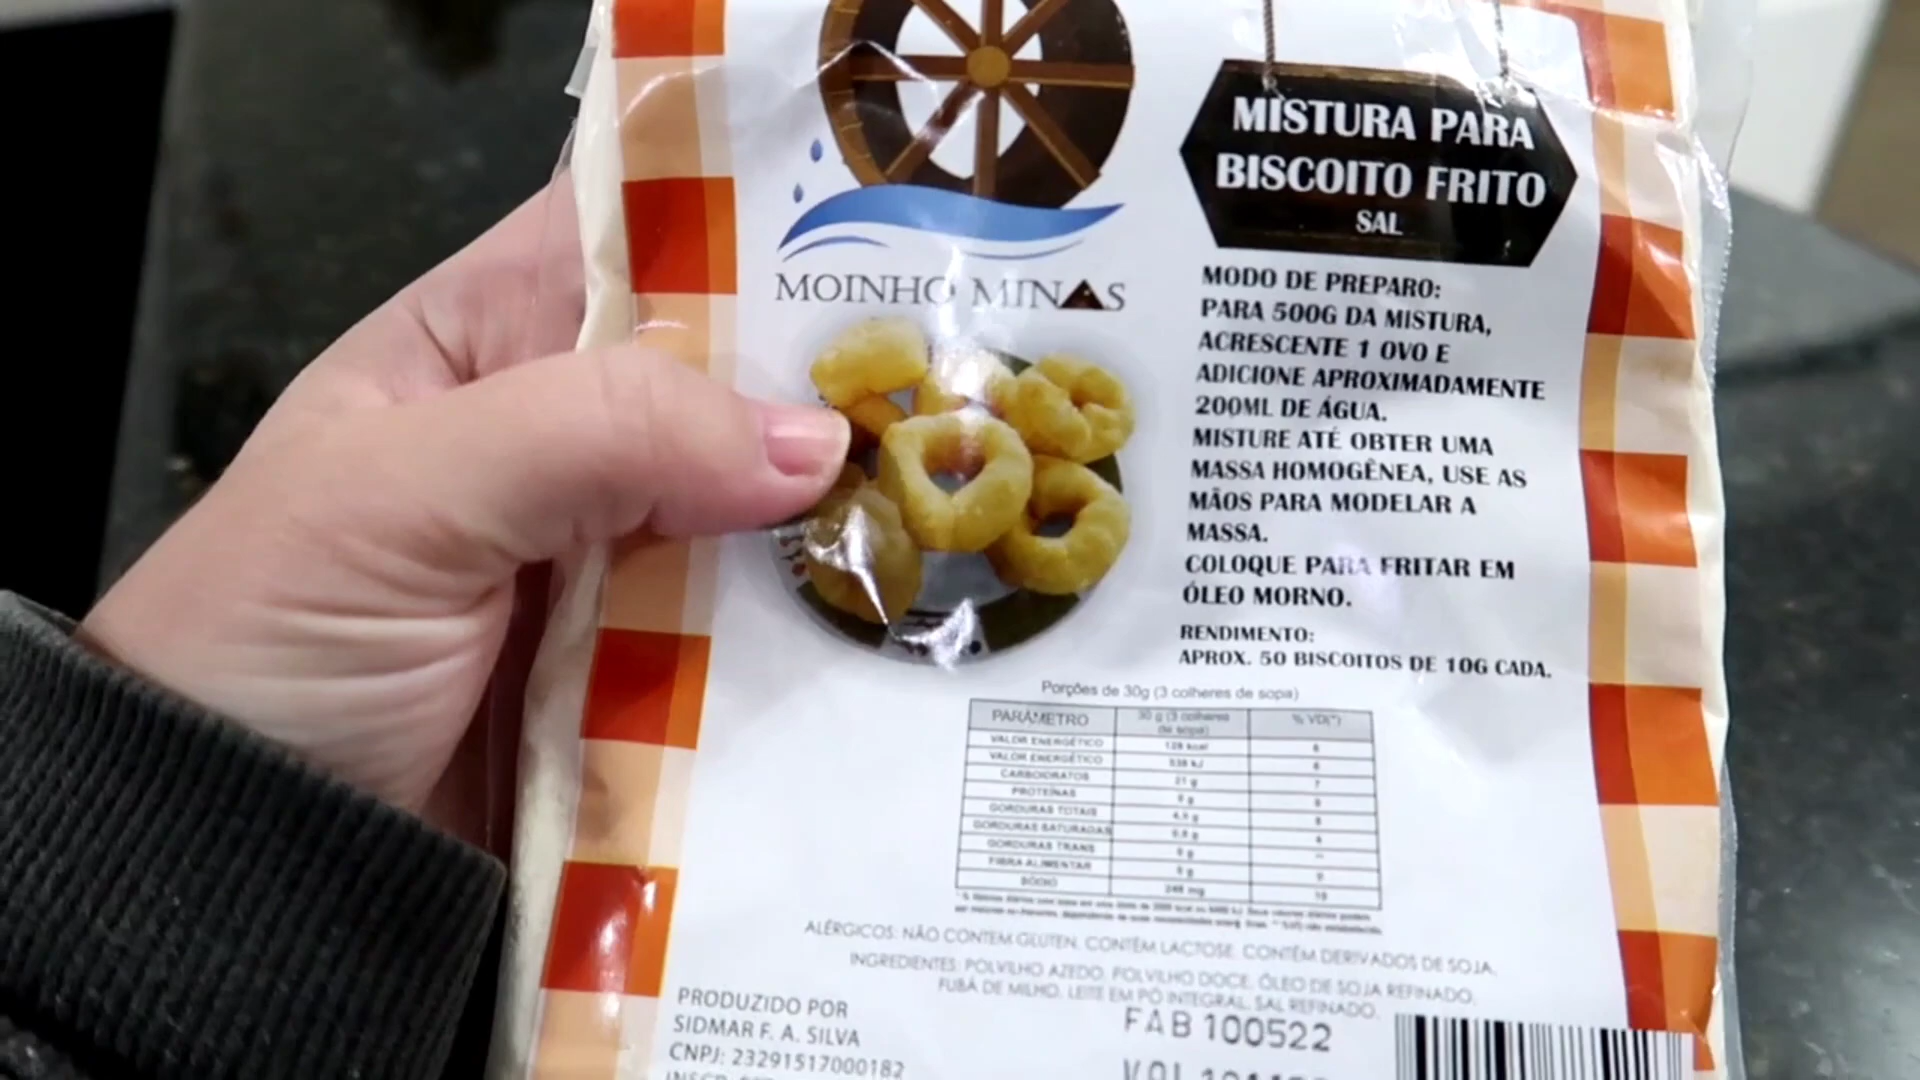 MOINHO MINAS
MISTURA PARA
BISCOITO FRITO
SAL
MODO DE PREPARO:
PARA 500G DA MISTURA,
ACRESCENTE 1 OVO E
ADICIONE APROXIMADAMENTE
200ML DE ÁGUA.
MISTURE ATÉ OBTER UMA
MASSA HOMOGÊNEA, USE AS
MÃOS PARA MODELAR A
MASSA.
COLOQUE PARA FRITAR EM
ÓLEO MORNO.
RENDIMENTO:
APROX. 50 BISCOITOS DE 10G CADA.
Porções de 30g (3 colheres de sopa)
PARÂMETRO 30 g (3 colheres de sopa) % VD(*)
VALOR ENERGÉTICO
VALOR ENERGÉTICO
CARBOIDRATOS 21 g 7
PROTEÍNAS
GORDURAS TOTAIS
GORDURAS SATURADAS
GORDURAS TRANS
FIBRA ALIMENTAR
SÓDIO
ALÉRGICOS: NÃO CONTEM GLUTEN. CONTÊM LACTOSE. CONTÊM DERIVADOS DE SOJA.
INGREDIENTES: POLVILHO AZEDO, POLVILHO DOCE, ÓLEO DE SOJA REFINADO,
FUBÁ DE MILHO, LEITE EM PÓ INTEGRAL, SAL REFINADO.
PRODUZIDO POR
SIDMAR F. A. SILVA
CNPJ: 23291517000182
FAB 100522